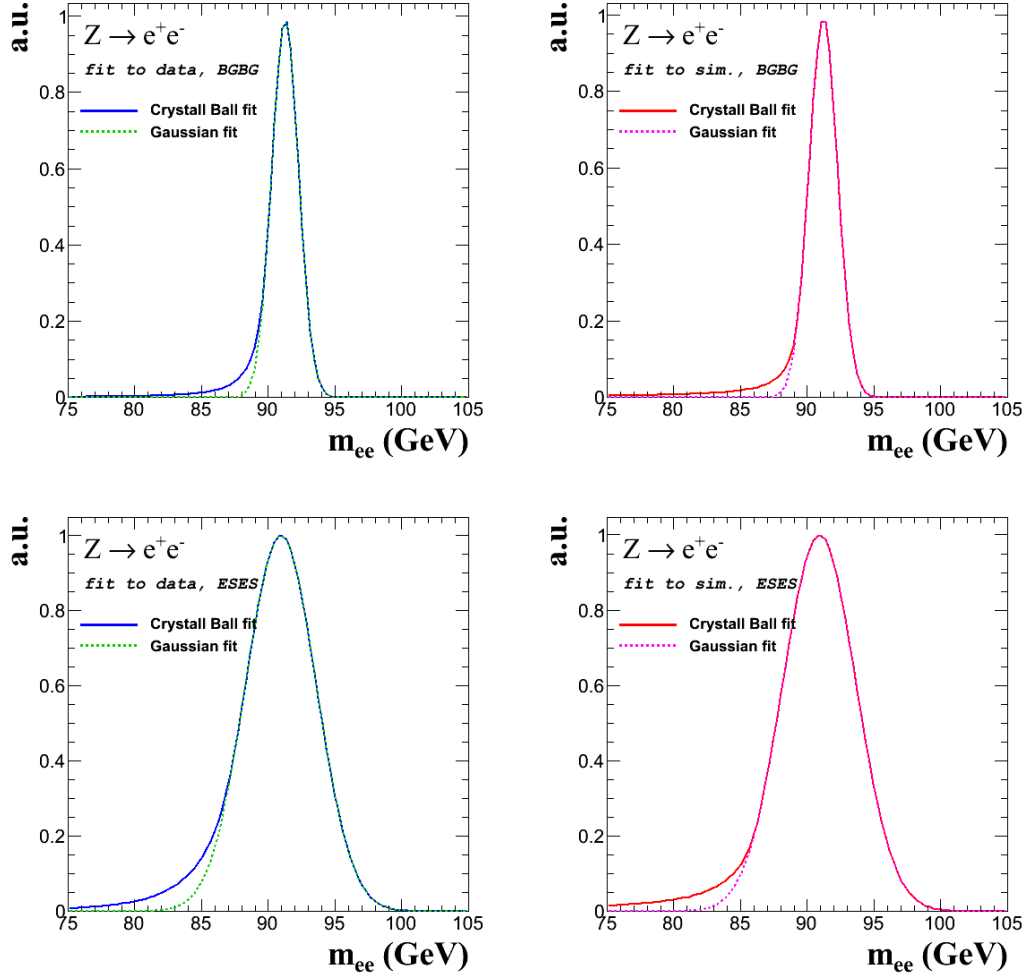 a.u.
1
0.8
0.6
0.4
0.2
0
Z → e⁺e⁻
fit to data, BGBG
Crystall Ball fit
Gaussian fit
75 80 85 90 95 100 105
m_ee (GeV)
a.u.
1
0.8
0.6
0.4
0.2
0
Z → e⁺e⁻
fit to sim., BGBG
Crystall Ball fit
Gaussian fit
75 80 85 90 95 100 105
m_ee (GeV)
a.u.
1
0.8
0.6
0.4
0.2
0
Z → e⁺e⁻
fit to data, ESES
Crystall Ball fit
Gaussian fit
75 80 85 90 95 100 105
m_ee (GeV)
a.u.
1
0.8
0.6
0.4
0.2
0
Z → e⁺e⁻
fit to sim., ESES
Crystall Ball fit
Gaussian fit
75 80 85 90 95 100 105
m_ee (GeV)